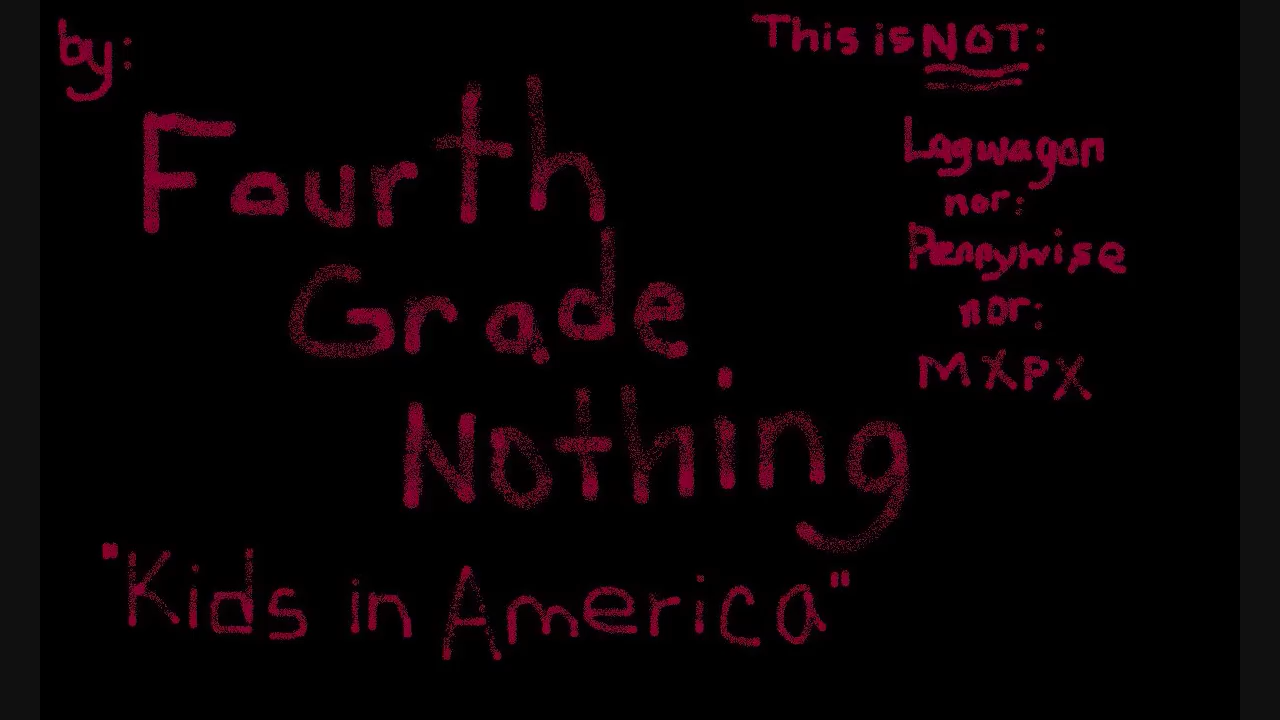 by:
Fourth
Grade
Nothing
"Kids in America"
This is NOT:
Lagwagon
nor:
Pennywise
nor:
MXPX